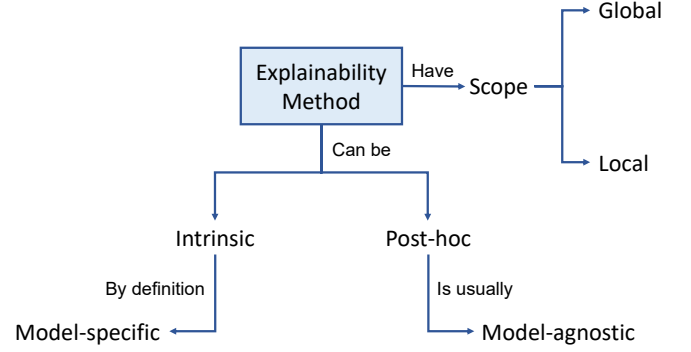 Global
Explainability
Method
Have
Scope
Can be
Local
Intrinsic
Post-hoc
By definition
Is usually
Model-specific
Model-agnostic